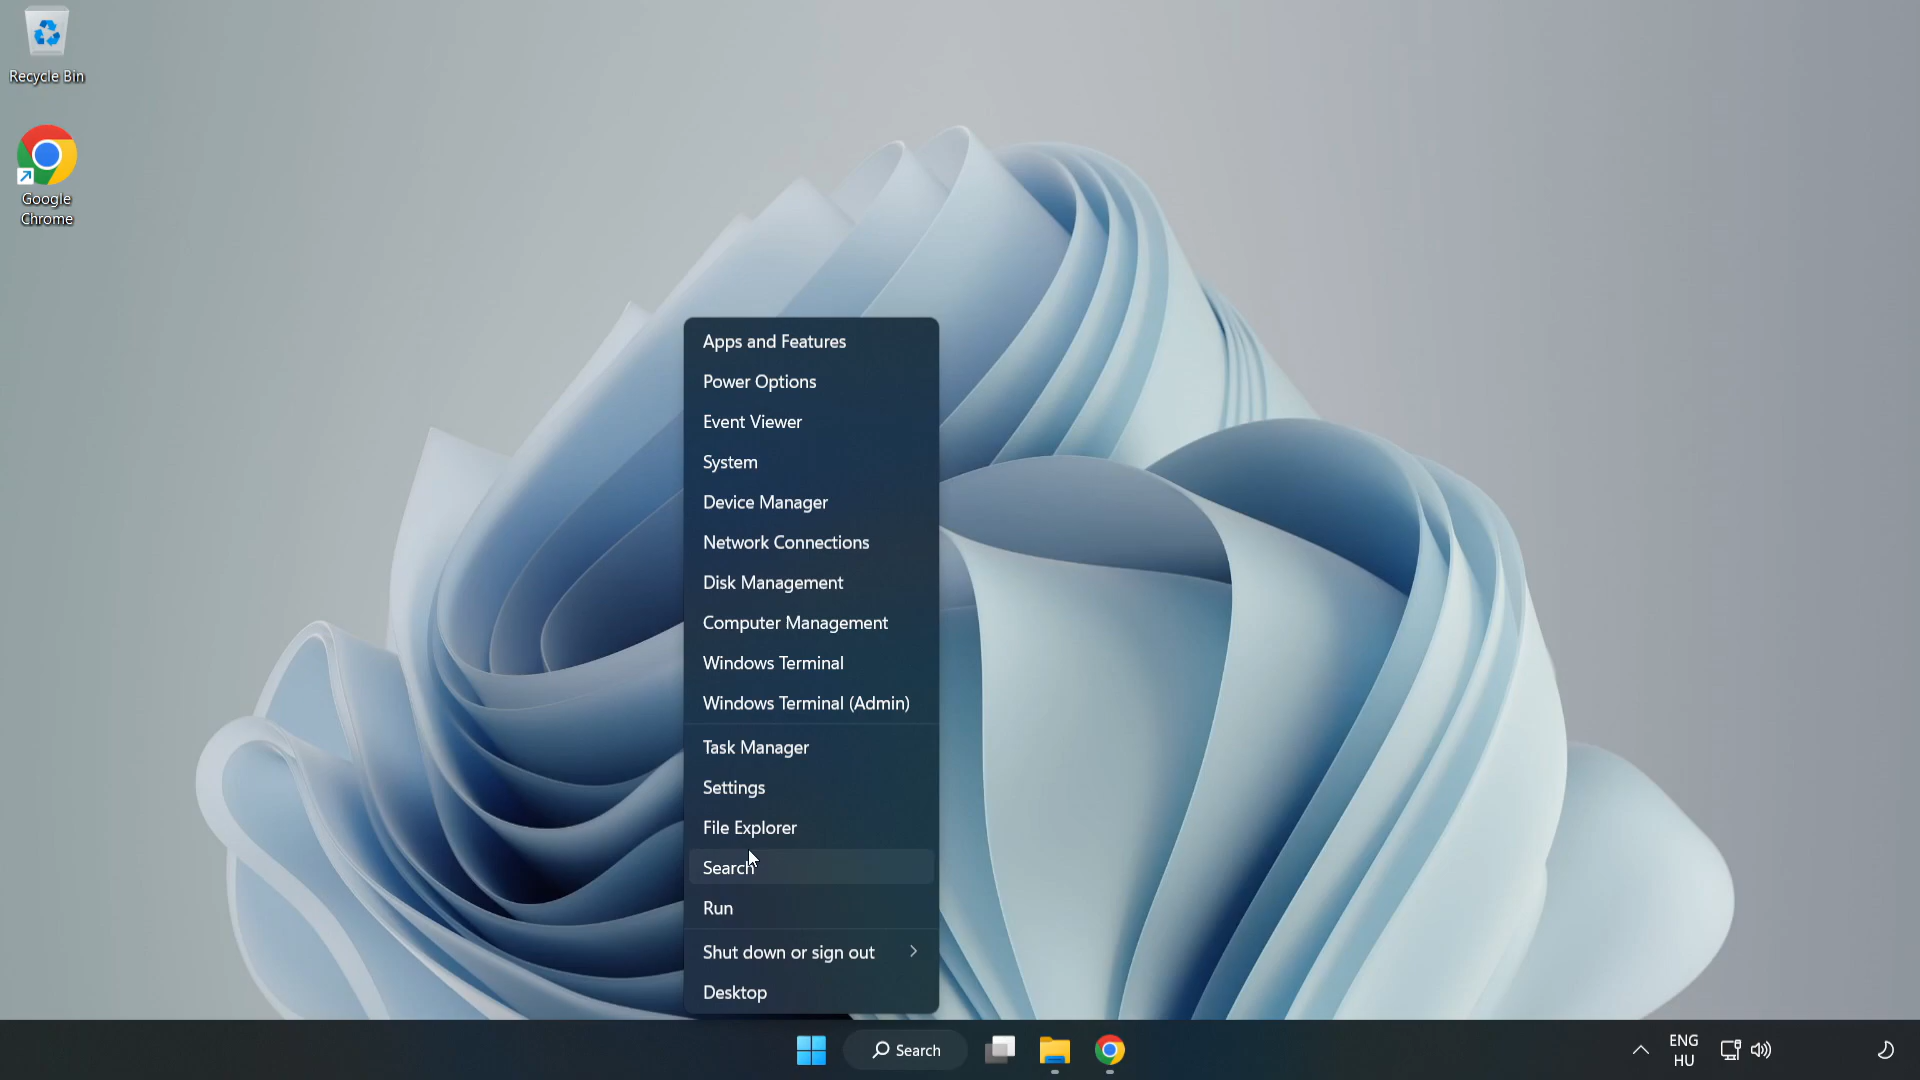 Recycle Bin
Google
Chrome
Apps and Features
Power Options
Event Viewer
System
Device Manager
Network Connections
Disk Management
Computer Management
Windows Terminal
Windows Terminal (Admin)
Task Manager
Settings
File Explorer
Search
Run
Shut down or sign out
Desktop
Search
ENG
HU